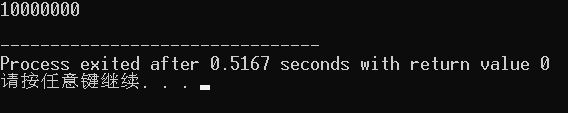 10000000
--------------------------------
Process exited after 0.5167 seconds with return value 0
请按任意键继续. . .